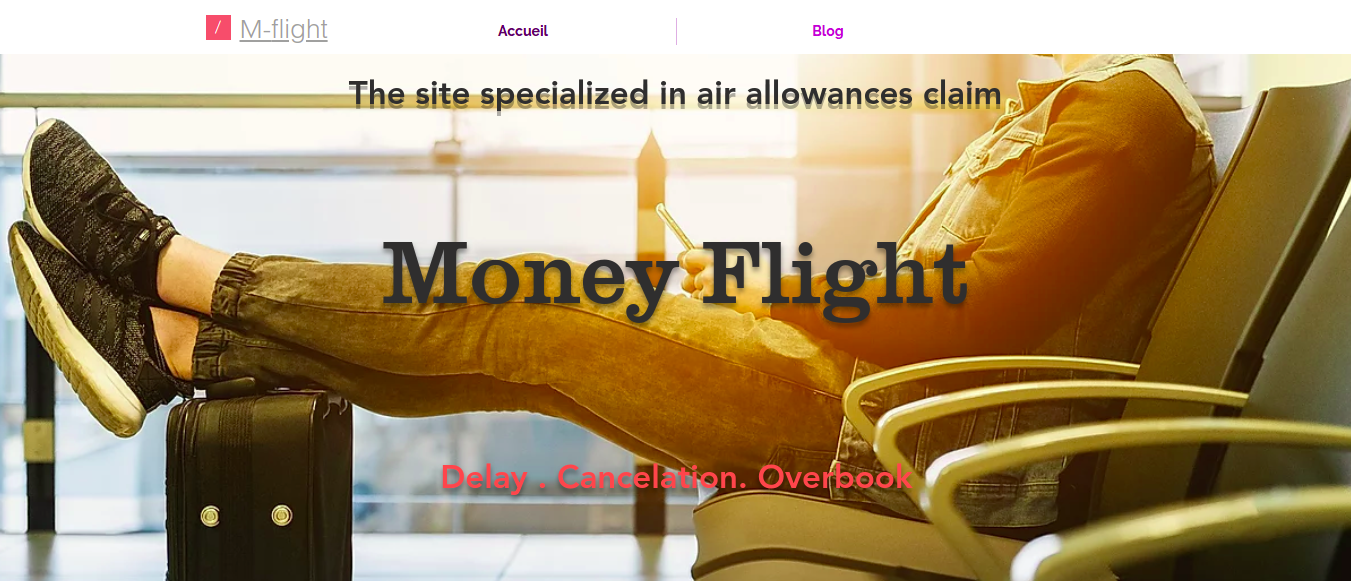 / M-flight
Accueil
Blog
The site specialized in air allowances claim
Money Flight
Delay . Cancelation. Overbook